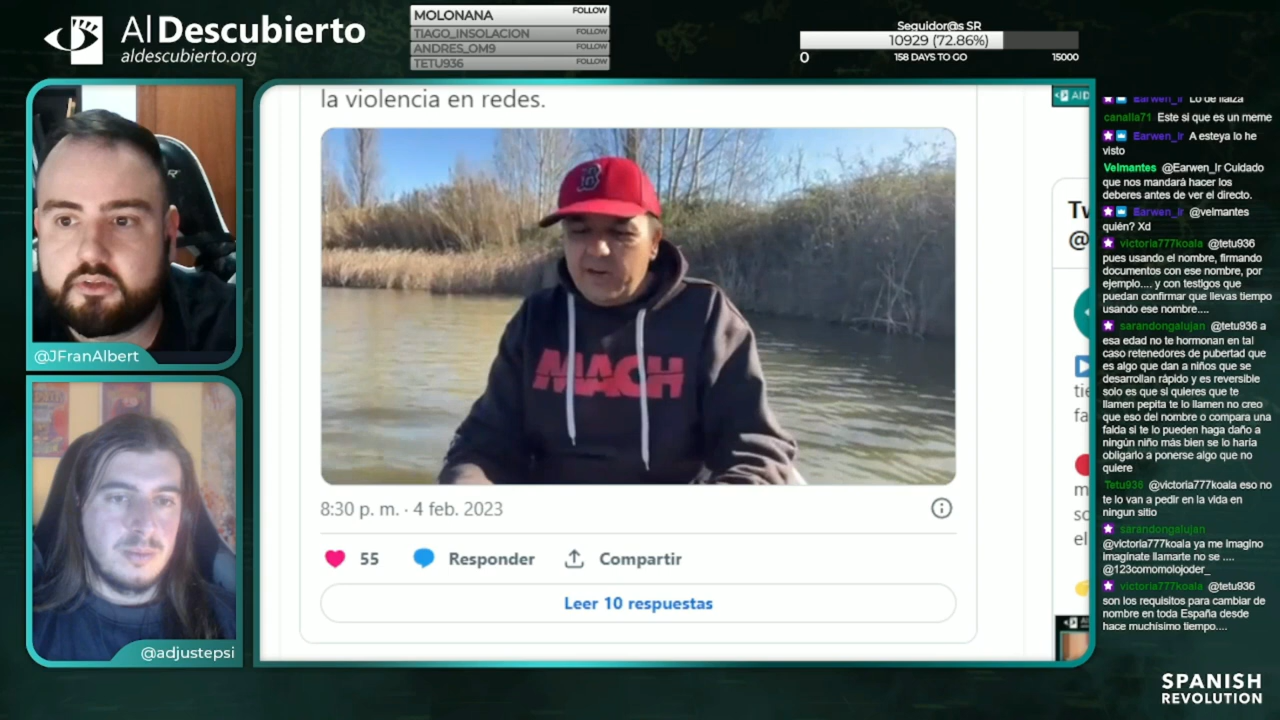 Al Descubierto
aldescubierto.org
MOLONANA FOLLOW
TIAGO_INSOLACION FOLLOW
ANDRES_OM9 FOLLOW
TETU936 FOLLOW
Seguidor@s SR
10929 (72.86%)
0 158 DAYS TO GO 15000
@JFranAlbert
@adjustepsi
la violencia en redes.
B
MACH
8:30 p. m. · 4 feb. 2023
55 Responder Compartir
Leer 10 respuestas
Tw
@
tie
fa
m
so
el
Earwen_Ir Lo de llaiza
canalla71 Este si que es un meme
Earwen_Ir A esteya lo he
visto
Velmantes @Earwen_Ir Cuidado
que nos mandará hacer los
deberes antes de ver el directo.
Earwen_Ir @velmantes
quién? Xd
victoria777koala @tetu936
pues usando el nombre, firmando
documentos con ese nombre, por
ejemplo.... y con testigos que
puedan confirmar que llevas tiempo
usando ese nombre....
sarandongalujan @tetu936 a
esa edad no te hormonan en tal
caso retenedores de pubertad que
es algo que dan a niños que se
desarrollan rápido y es reversible
solo es que si quieres que te
llamen pepita te lo llamen no creo
que eso del nombre o compara una
falda si te lo pueden haga daño a
ningún niño más bien se lo haría
obligarlo a ponerse algo que no
quiere
Tetu936 @victoria777koala eso no
te lo van a pedir en la vida en
ningun sitio
sarandongalujan
@victoria777koala ya me imagino
imaginate llamarte no se ....
@123comomolojoder_
victoria777koala @tetu936
son los requisitos para cambiar de
nombre en toda España desde
hace muchísimo tiempo....
SPANISH
REVOLUTION